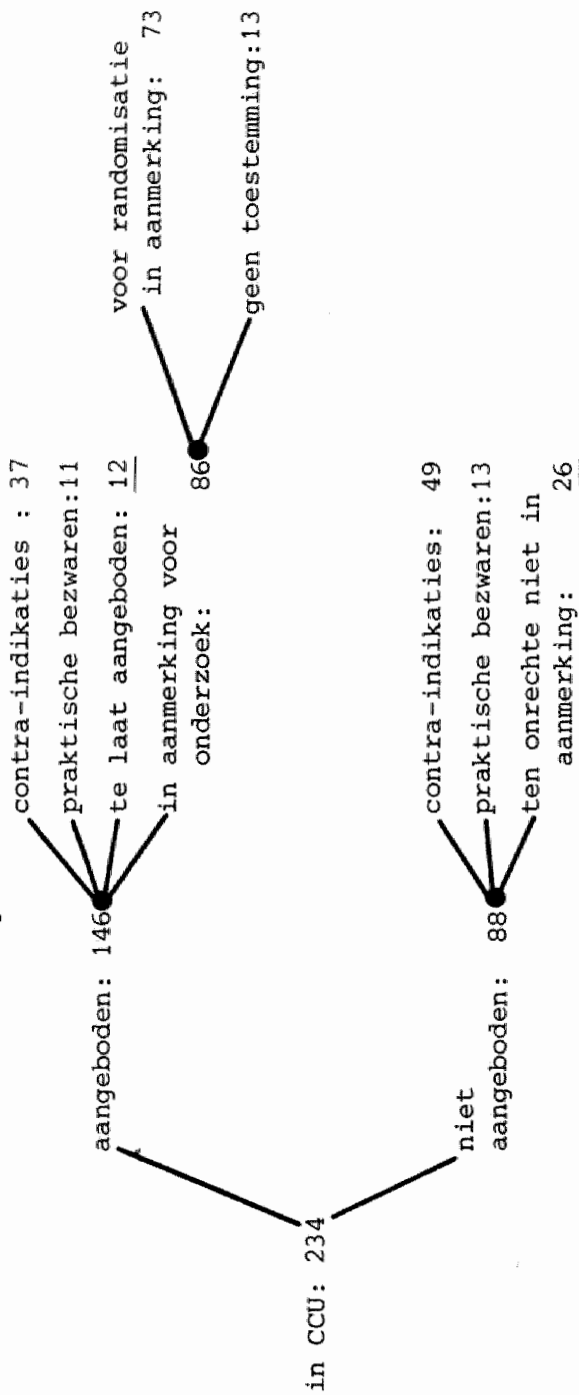 in CCU: 234
aangeboden: 146
contra-indikaties : 37
praktische bezwaren:11
te laat aangeboden: 12
in aanmerking voor
onderzoek: 86
voor randomisatie
in aanmerking: 73
geen toestemming:13
niet
aangeboden: 88
contra-indikaties: 49
praktische bezwaren:13
ten onrechte niet in
aanmerking: 26